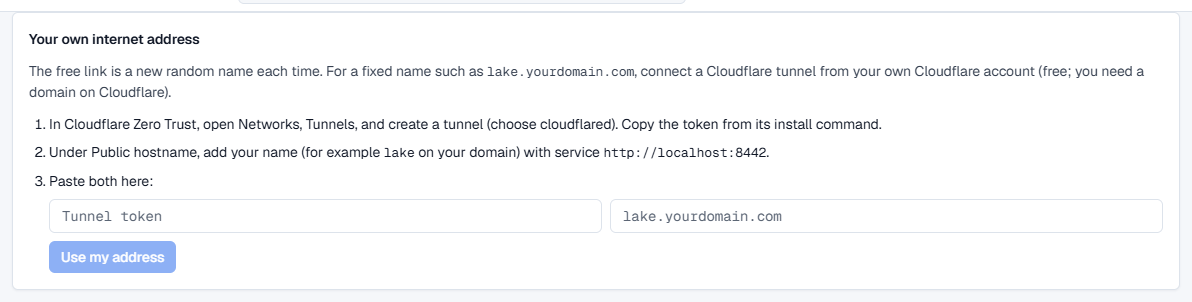 Your own internet address
The free link is a new random name each time. For a fixed name such as lake.yourdomain.com, connect a Cloudflare tunnel from your own Cloudflare account (free; you need a
domain on Cloudflare).
1. In Cloudflare Zero Trust, open Networks, Tunnels, and create a tunnel (choose cloudflared). Copy the token from its install command.
2. Under Public hostname, add your name (for example lake on your domain) with service http://localhost:8442.
3. Paste both here:
Tunnel token
lake.yourdomain.com
Use my address